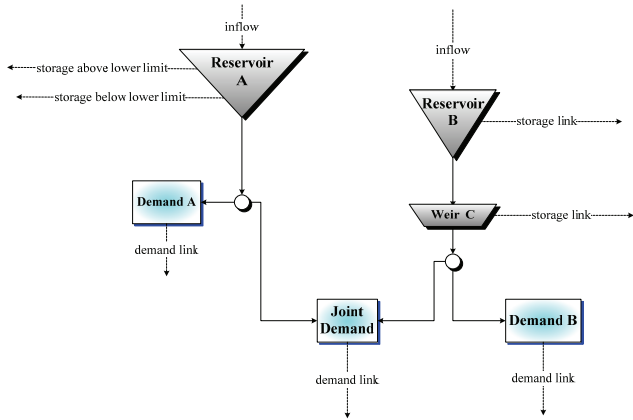 inflow
Reservoir
A
storage above lower limit
storage below lower limit
inflow
Reservoir
B
storage link
Demand A
demand link
Weir C
storage link
Joint
Demand
demand link
Demand B
demand link